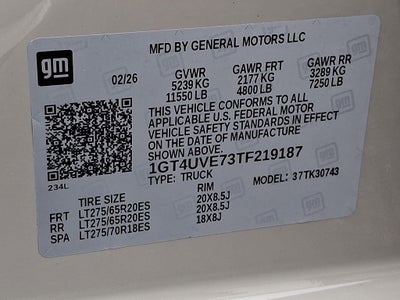 gm
MFD BY GENERAL MOTORS LLC
02/26
GVWR GAWR FRT GAWR RR
5239 KG 2177 KG 3289 KG
11550 LB 4800 LB 7250 LB
THIS VEHICLE CONFORMS TO ALL
APPLICABLE U.S. FEDERAL MOTOR
VEHICLE SAFETY STANDARDS IN EFFECT
ON THE DATE OF MANUFACTURE
SHOWN ABOVE.
1GT4UVE73TF219187
TYPE: TRUCK MODEL: 37TK30743
234L
TIRE SIZE RIM
FRT LT275/65R20ES 20X8.5J
RR LT275/65R20ES 20X8.5J
SPA LT275/70R18ES 18X8J